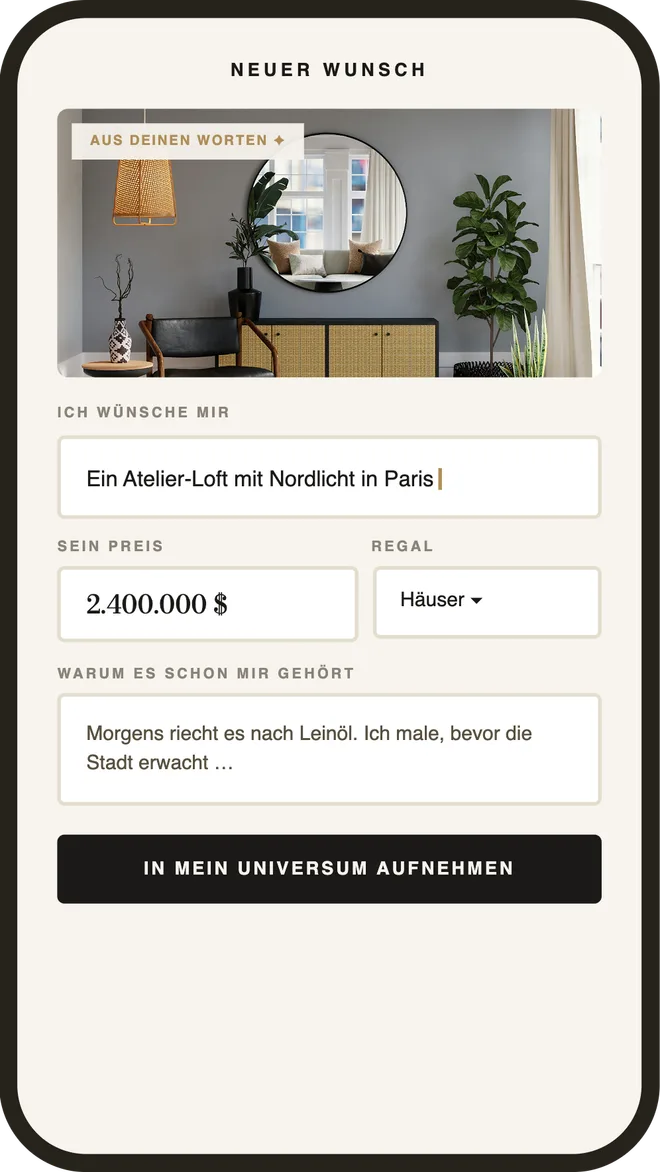 NEUER WUNSCH
AUS DEINEN WORTEN ✦
ICH WÜNSCHE MIR
Ein Atelier-Loft mit Nordlicht in Paris
SEIN PREIS
REGAL
2.400.000 $
Häuser
WARUM ES SCHON MIR GEHÖRT
Morgens riecht es nach Leinöl. Ich male, bevor die
Stadt erwacht …
IN MEIN UNIVERSUM AUFNEHMEN